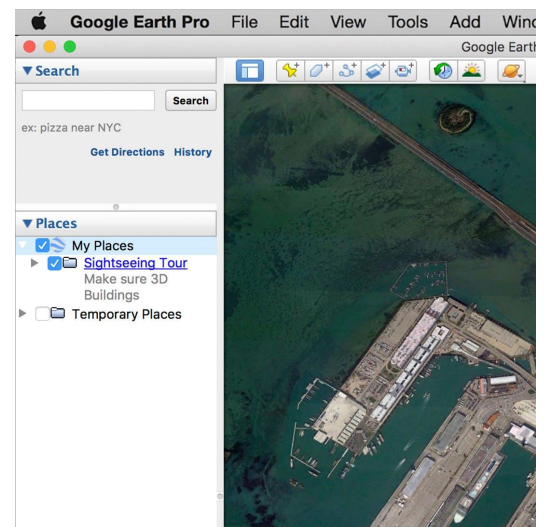 Google Earth Pro File Edit View Tools Add Wind
Google Earth
Search
Search
ex: pizza near NYC
Get Directions History
Places
My Places
Sightseeing Tour
Make sure 3D
Buildings
Temporary Places